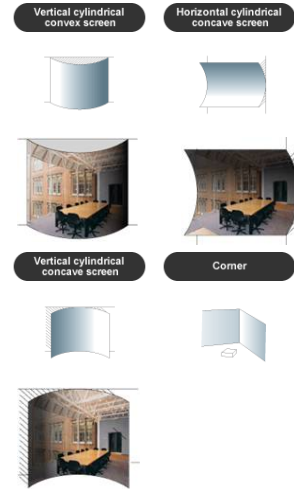 Vertical cylindrical
convex screen
Horizontal cylindrical
concave screen
Vertical cylindrical
concave screen
Corner